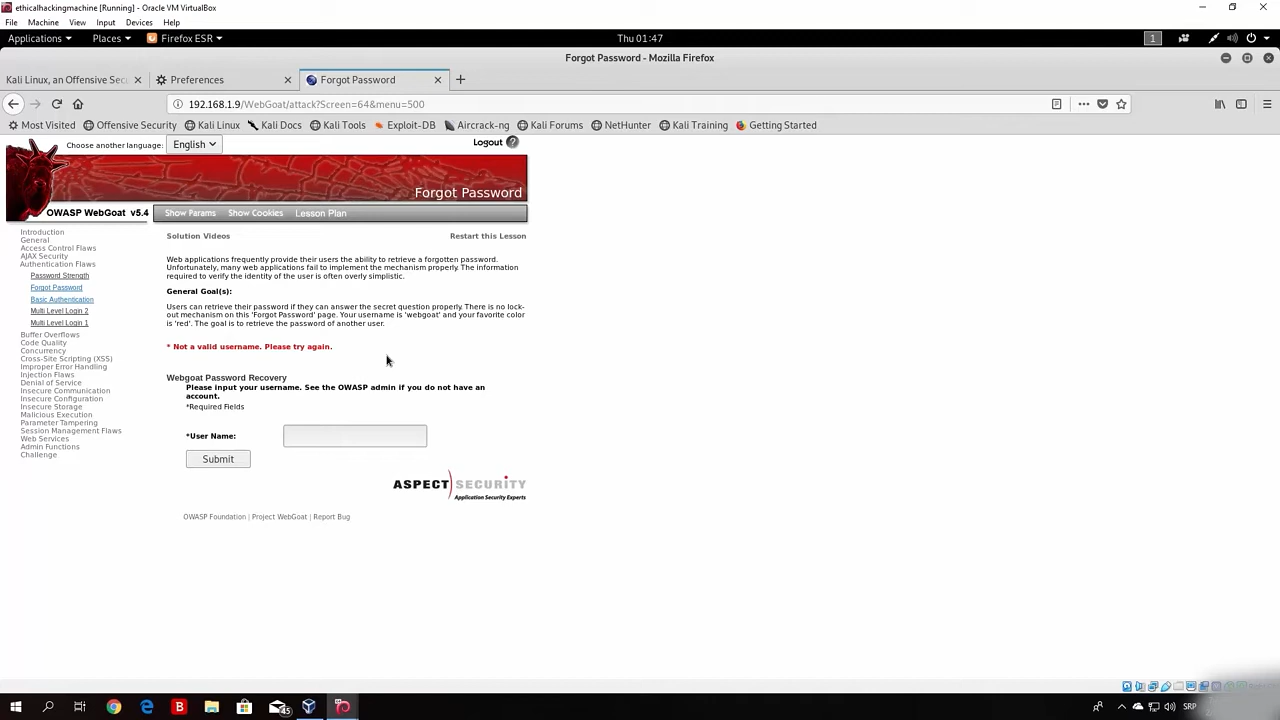 ethicalhackingmachine [Running] - Oracle VM VirtualBox
File Machine View Input Devices Help
Applications Places Firefox ESR Thu 01:47 1
Forgot Password - Mozilla Firefox
Kali Linux, an Offensive Sec Preferences Forgot Password
192.168.1.9/WebGoat/attack?Screen=64&menu=500
Most Visited Offensive Security Kali Linux Kali Docs Kali Tools Exploit-DB Aircrack-ng Kali Forums NetHunter Kali Training Getting Started
Choose another language: English Logout ?
Forgot Password
OWASP WebGoat v5.4 Show Params Show Cookies Lesson Plan
Introduction
General
Access Control Flaws
AJAX Security
Authentication Flaws
Password Strength
Forgot Password
Basic Authentication
Multi Level Login 2
Multi Level Login 1
Buffer Overflows
Code Quality
Concurrency
Cross-Site Scripting (XSS)
Improper Error Handling
Injection Flaws
Denial of Service
Insecure Communication
Insecure Configuration
Insecure Storage
Malicious Execution
Parameter Tampering
Session Management Flaws
Web Services
Admin Functions
Challenge
Solution Videos Restart this Lesson
Web applications frequently provide their users the ability to retrieve a forgotten password.
Unfortunately, many web applications fail to implement the mechanism properly. The information
required to verify the identity of the user is often overly simplistic.
General Goal(s):
Users can retrieve their password if they can answer the secret question properly. There is no lock-
out mechanism on this 'Forgot Password' page. Your username is 'webgoat' and your favorite color
is 'red'. The goal is to retrieve the password of another user.
* Not a valid username. Please try again.
Webgoat Password Recovery
Please input your username. See the OWASP admin if you do not have an
account.
*Required Fields
*User Name:
Submit
ASPECT SECURITY
Application Security Experts
OWASP Foundation | Project WebGoat | Report Bug
45 SRP